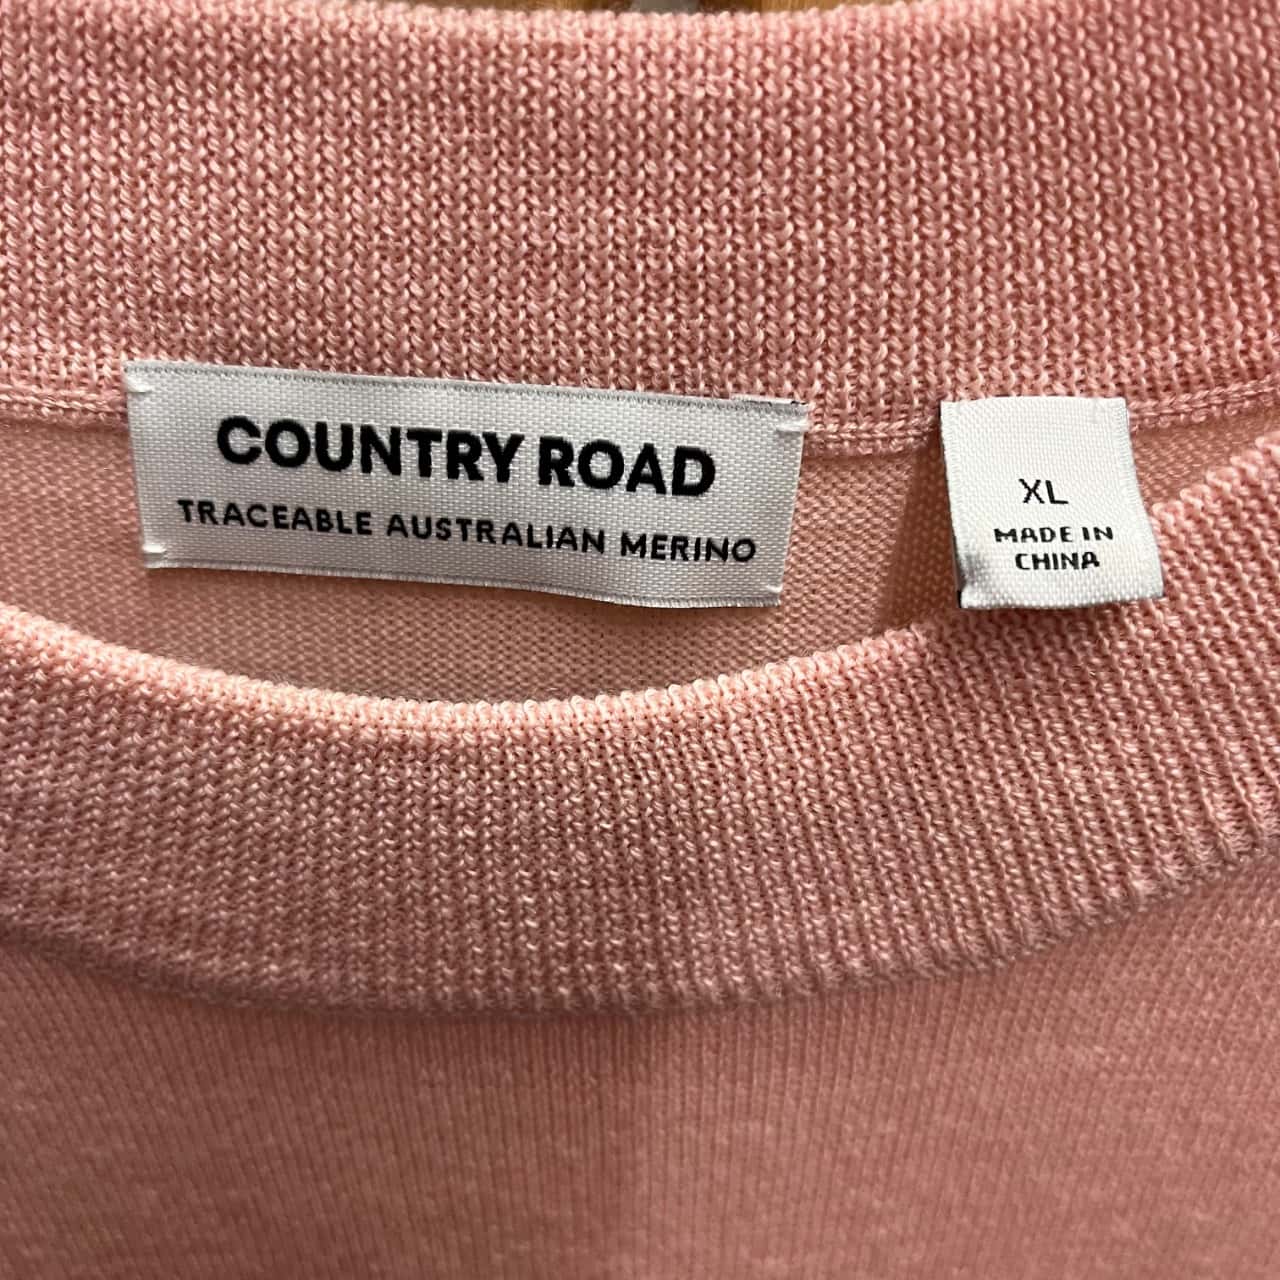 COUNTRY ROAD
TRACEABLE AUSTRALIAN MERINO
XL
MADE IN
CHINA